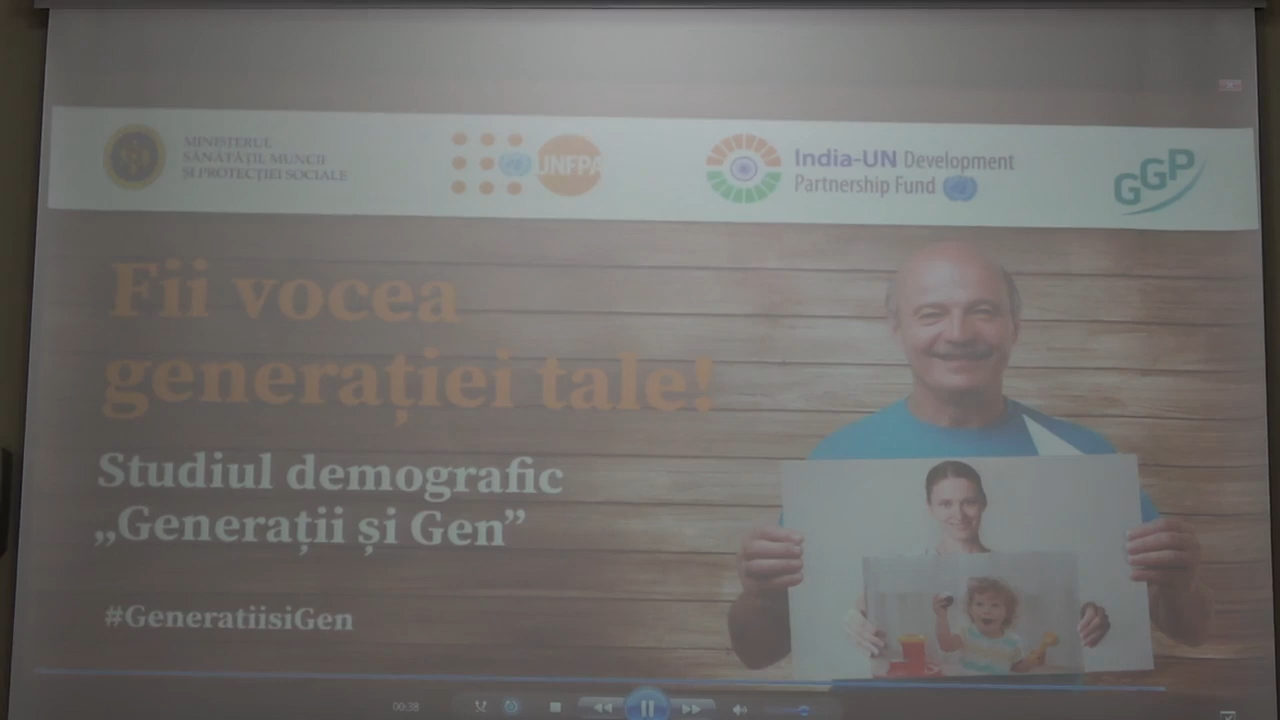 MINISTERUL
SĂNĂTĂȚII, MUNCII
ȘI PROTECȚIEI SOCIALE
UNFPA
India-UN Development
Partnership Fund
GGP
Fii vocea
generației tale!
Studiul demografic
„Generații și Gen”
#GeneratiisiGen
00:38